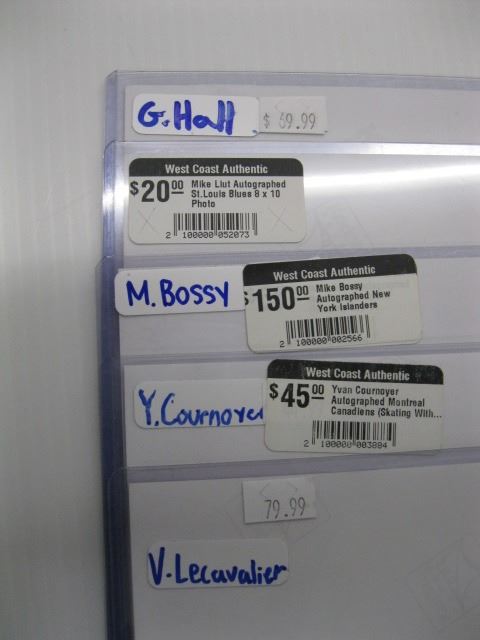 G. Hall $ 69.99
West Coast Authentic
$20.00 Mike Liut Autographed
St. Louis Blues 8 x 10
Photo
2 100000 052073
M. Bossy
West Coast Authentic
$150.00 Mike Bossy
Autographed New
York Islanders
2 100000 002566
Y. Cournoyer
West Coast Authentic
$45.00 Yvan Cournoyer
Autographed Montreal
Canadiens (Skating With...
2 100000 003884
79.99
V. Lecavalier